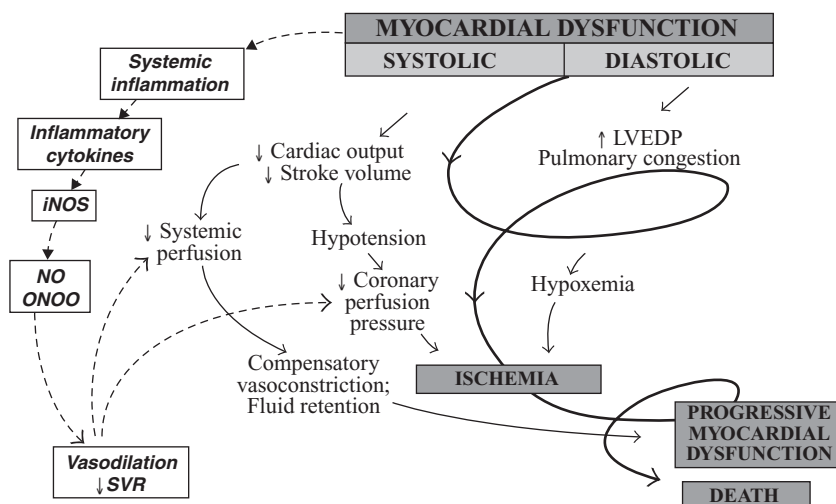 MYOCARDIAL DYSFUNCTION
SYSTOLIC
DIASTOLIC
Systemic
inflammation
Inflammatory
cytokines
iNOS
NO
ONOO
Vasodilation
↓SVR
↓ Cardiac output
↓ Stroke volume
↑ LVEDP
Pulmonary congestion
↓ Systemic
perfusion
Hypotension
↓ Coronary
perfusion
pressure
Hypoxemia
Compensatory
vasoconstriction;
Fluid retention
ISCHEMIA
PROGRESSIVE
MYOCARDIAL
DYSFUNCTION
DEATH